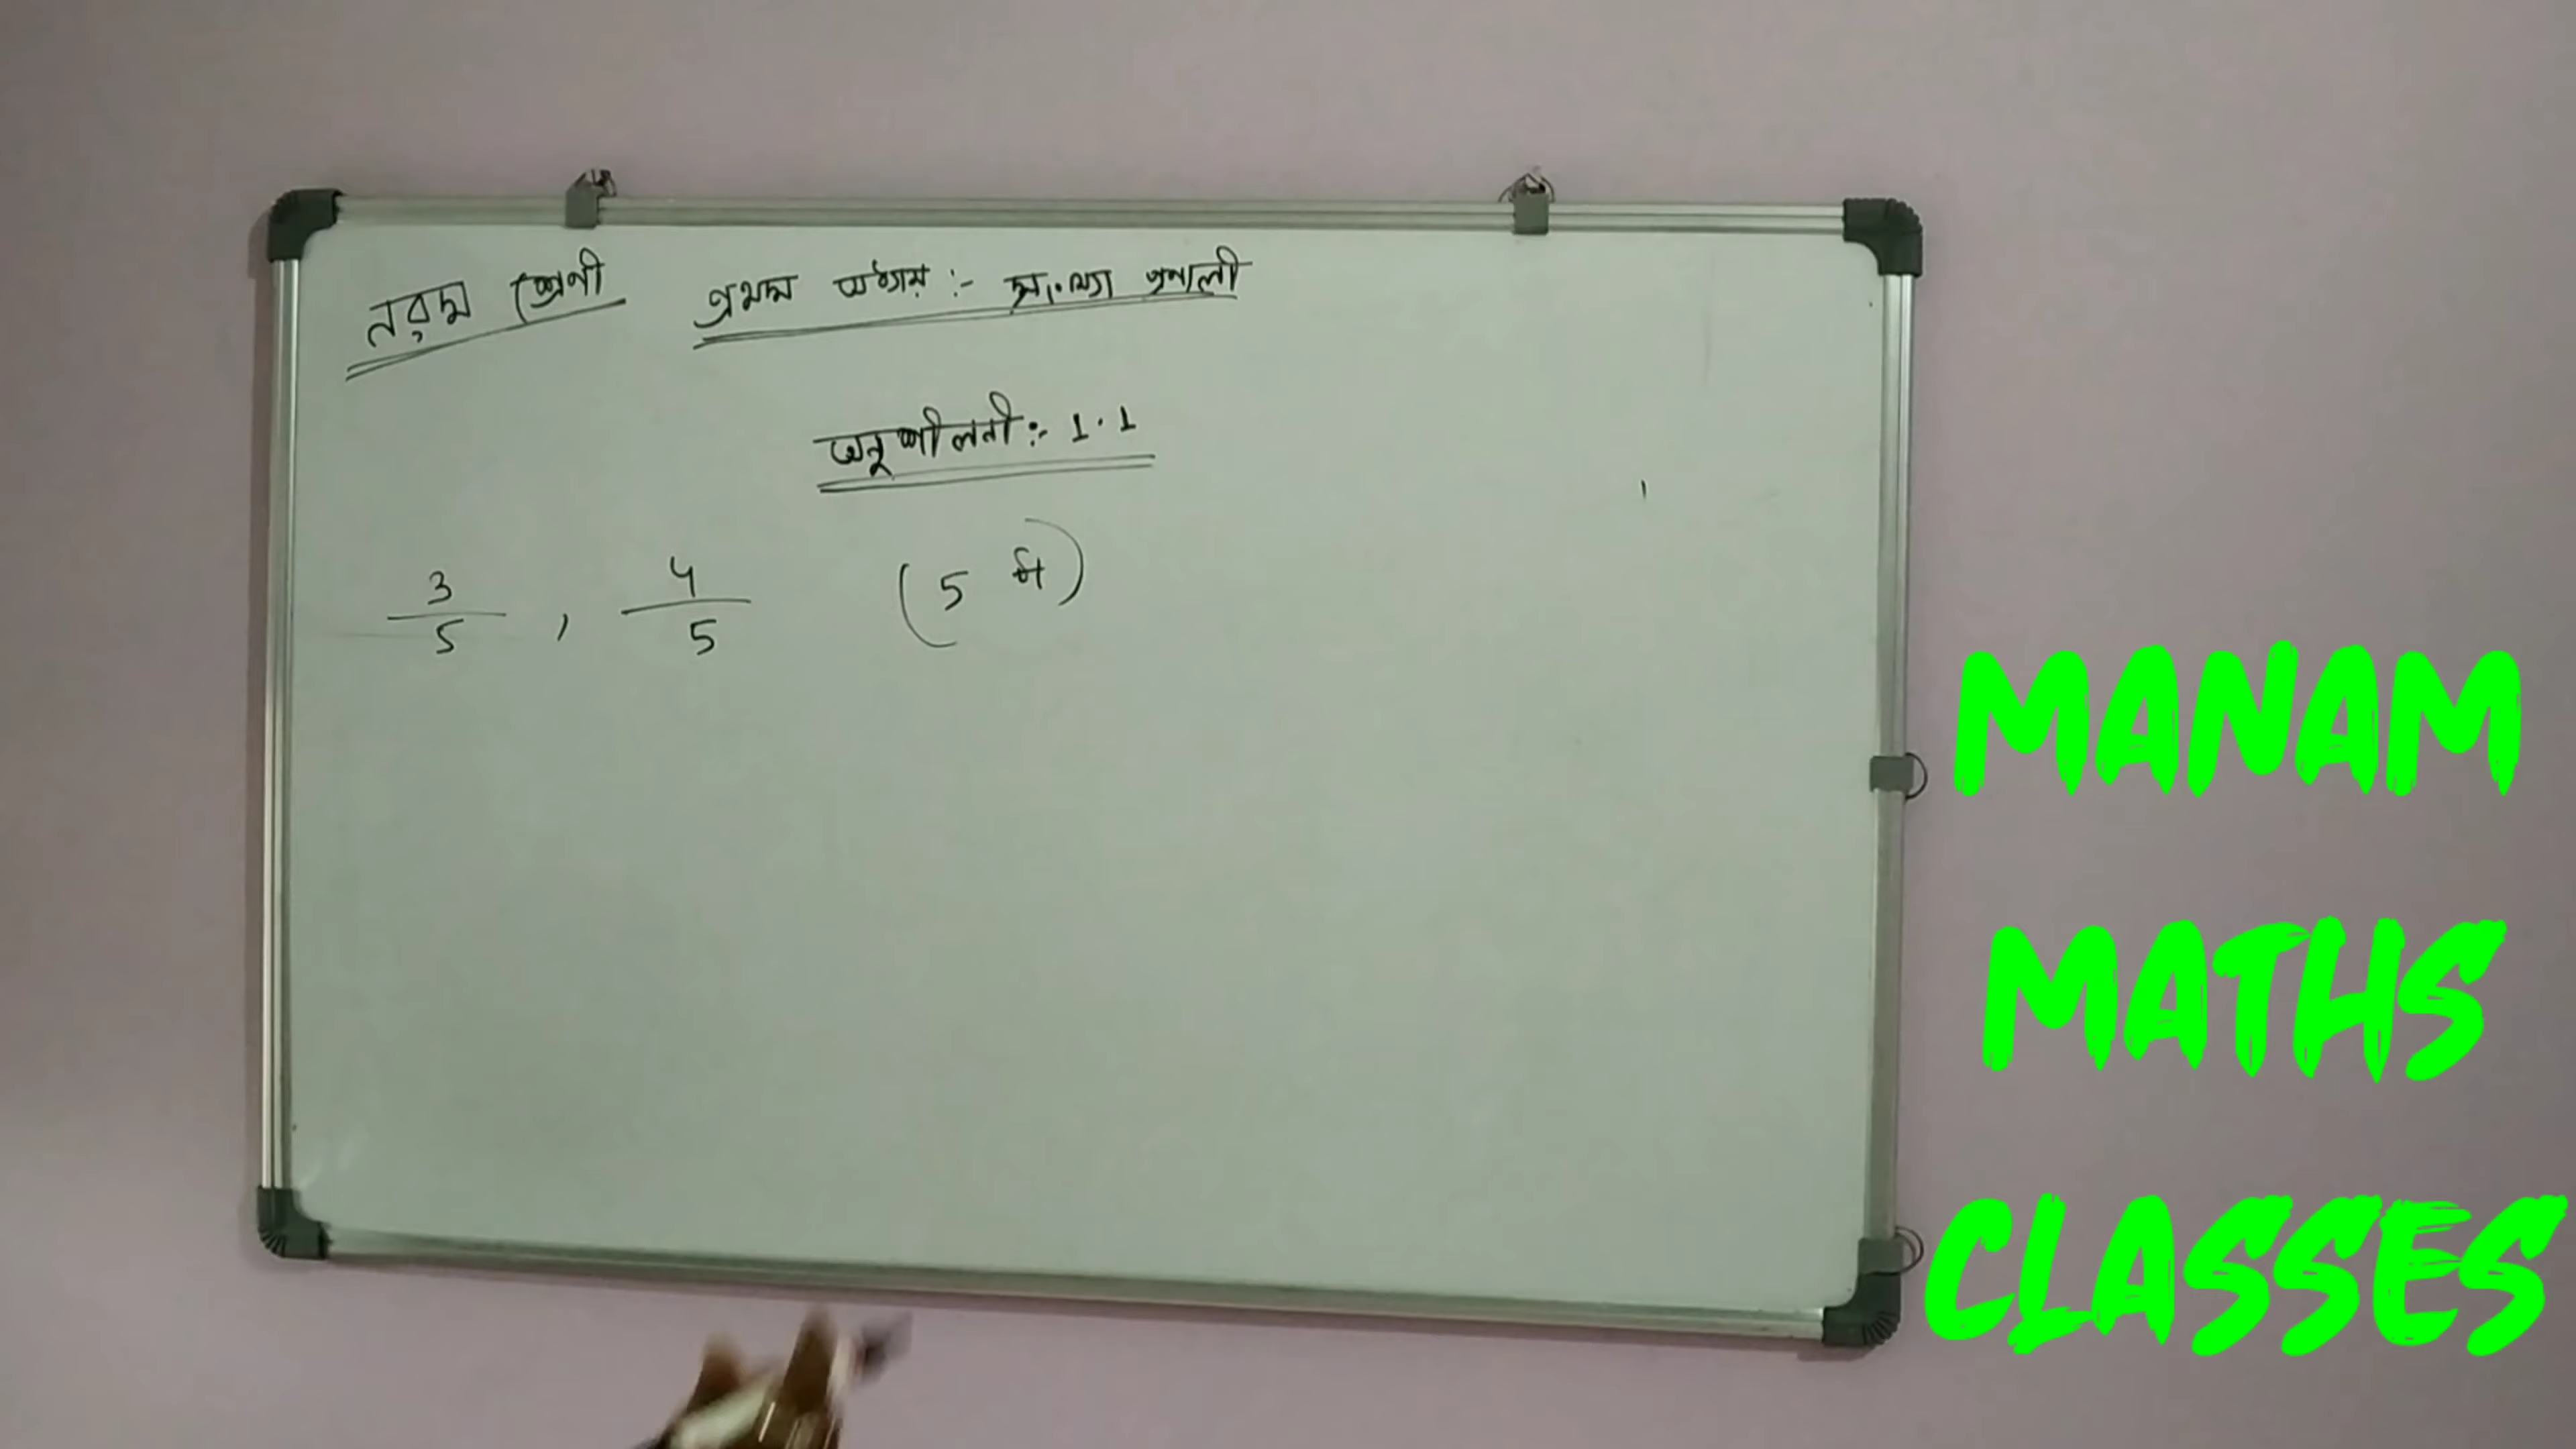 নবম শ্রেণী প্রথম অধ্যায় :- সংখ্যা প্রণালী
অনুশীলনী :- 1.1
3/5 , 4/5 (5 টা)
MANAM
MATHS
CLASSES